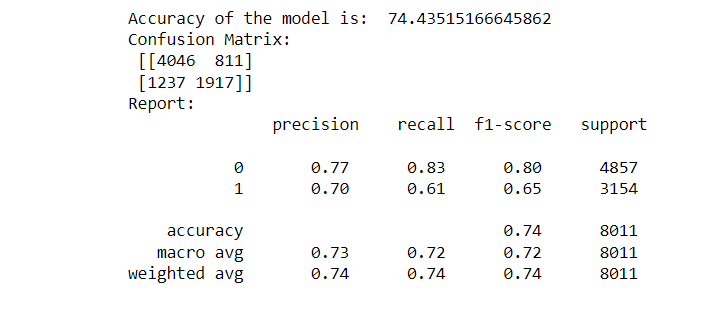 Accuracy of the model is:  74.43515166645862
Confusion Matrix:
 [[4046  811]
 [1237 1917]]
Report:
              precision    recall  f1-score   support

           0       0.77      0.83      0.80      4857
           1       0.70      0.61      0.65      3154

    accuracy                           0.74      8011
   macro avg       0.73      0.72      0.72      8011
weighted avg       0.74      0.74      0.74      8011